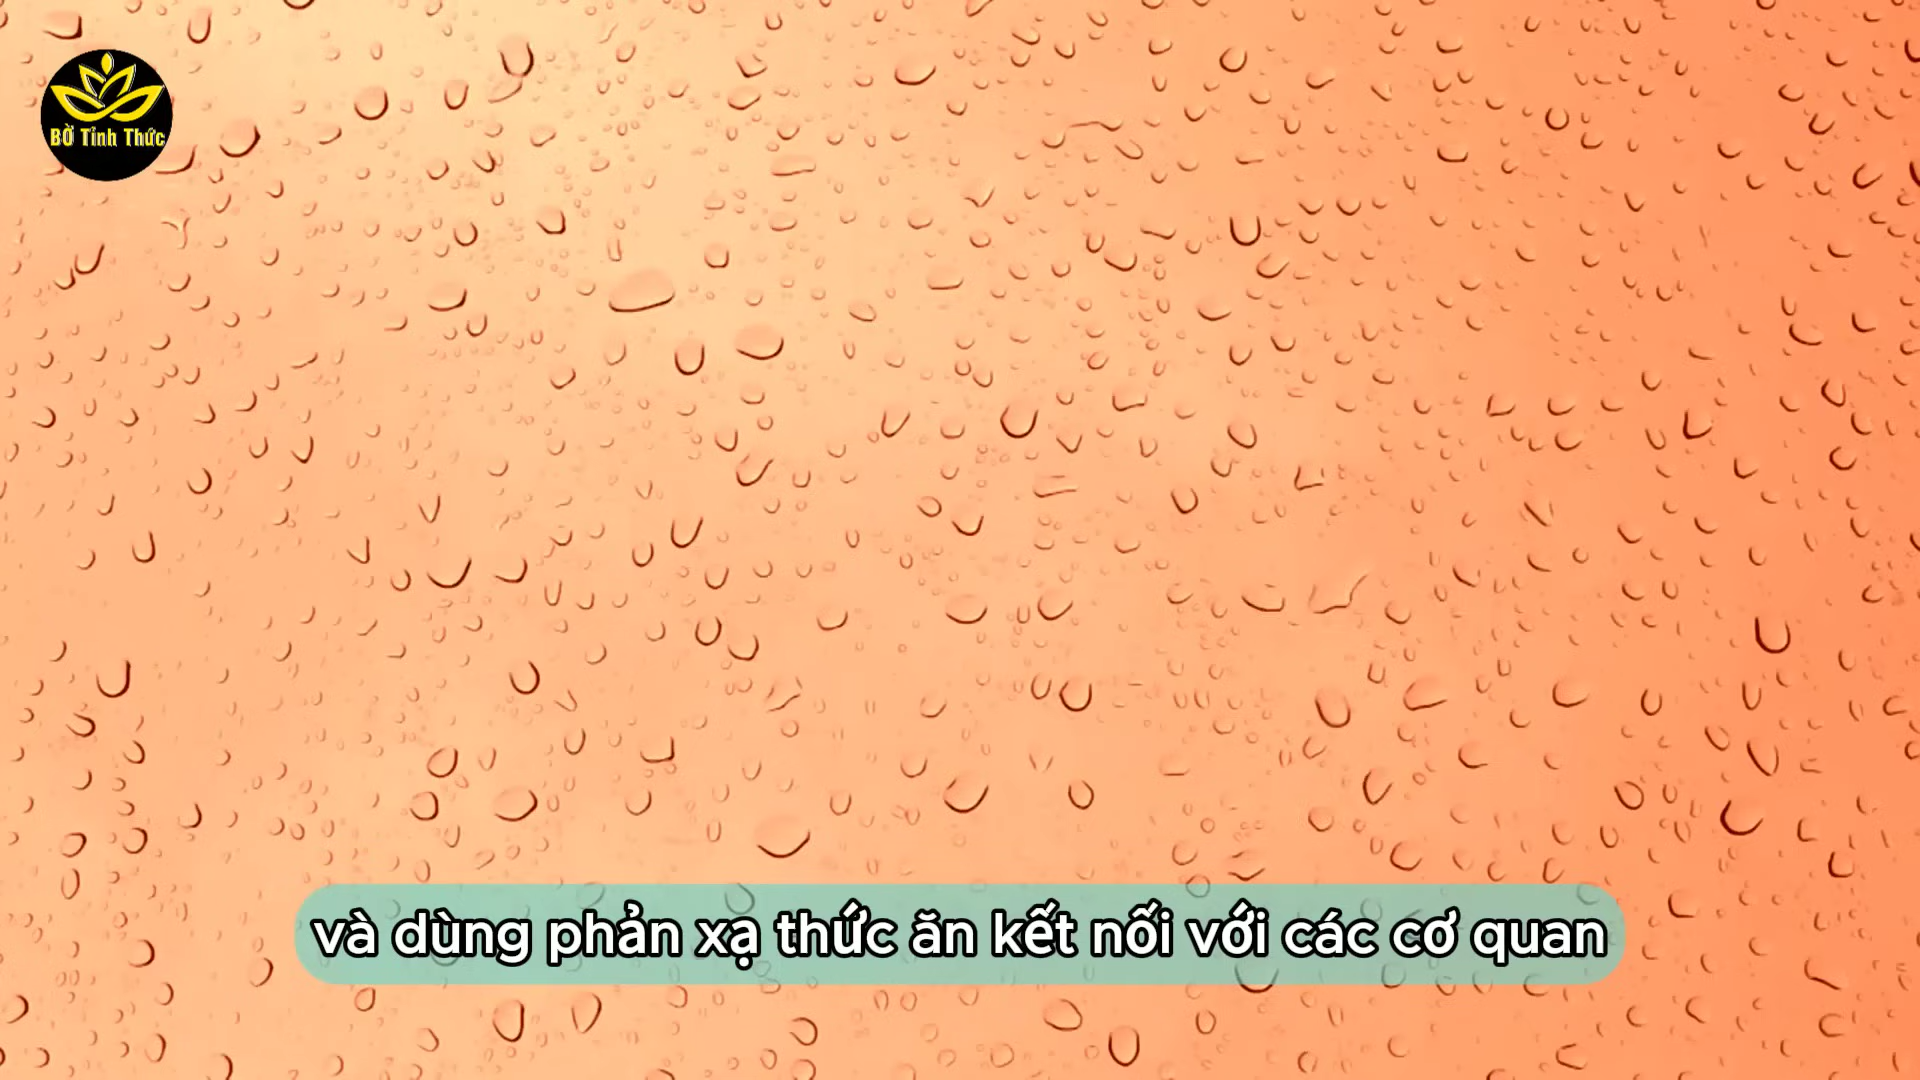 BỜ Tỉnh Thức
và dùng phản xạ thức ăn kết nối với các cơ quan